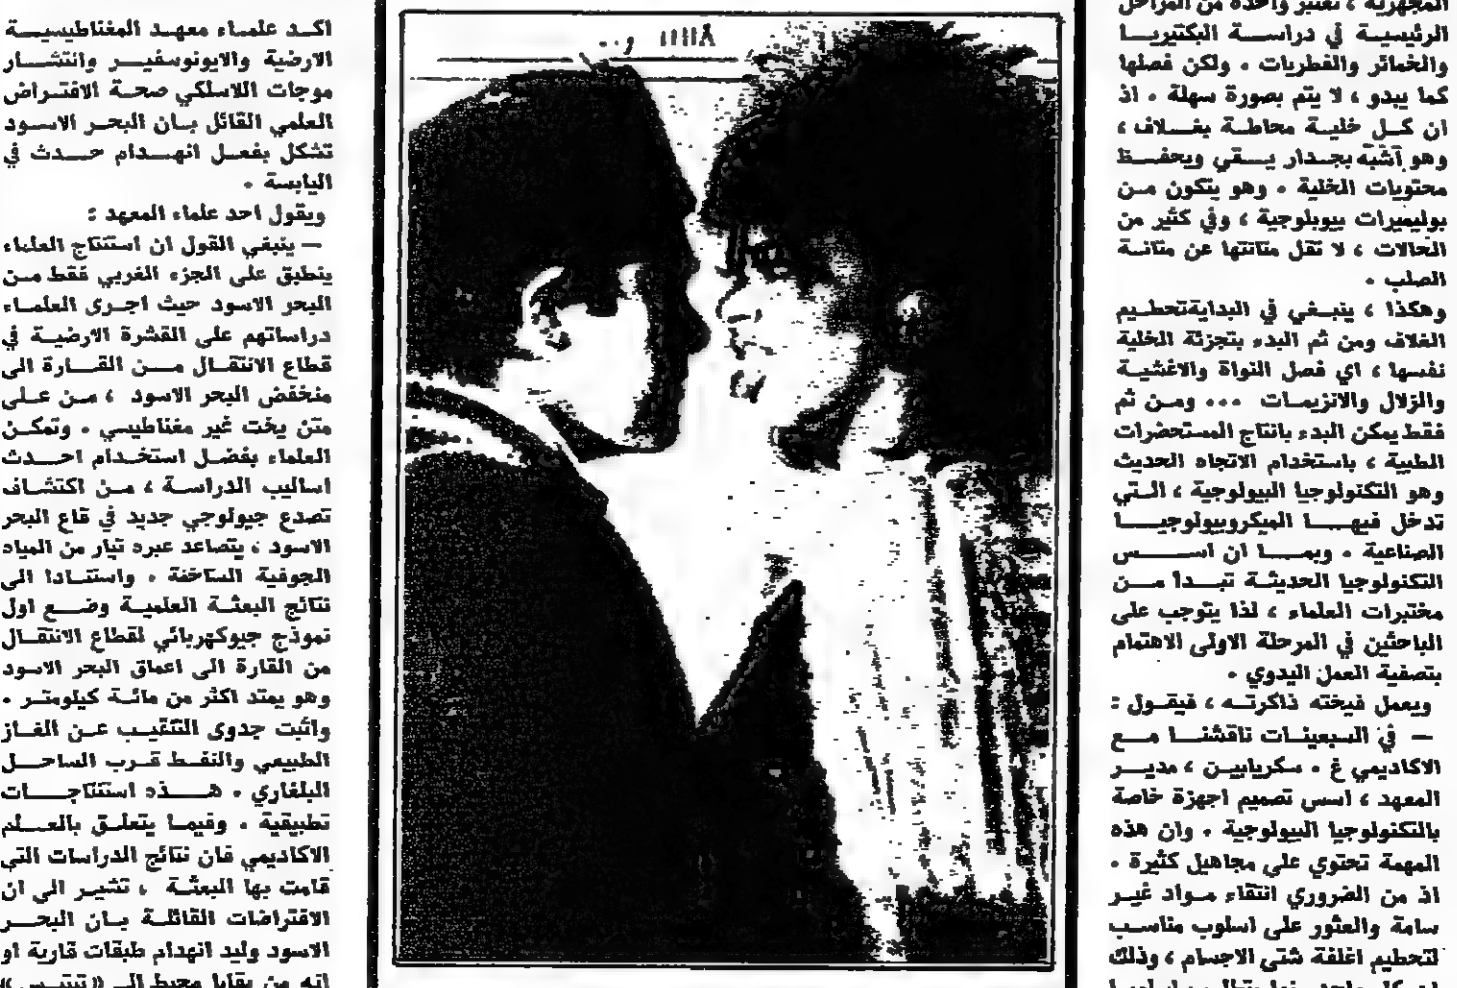 المجهرية ، تعتبر واحدة من المراحل
الرئيسية في دراسة البكتيريا
والخمائر والفطريات . ولكن فصلها
كما يبدو ، لا يتم بصورة سهلة . اذ
ان كل خلية محاطة بغلاف ،
وهو أشبه بجدار يقي ويحفظ
محتويات الخلية . وهو يتكون من
بوليميرات بيولوجية ، وفي كثير من
الحالات ، لا تقل متانتها عن متانة
الصلب .
وهكذا ، ينبغي في البداية تحطيم
الغلاف ومن ثم البدء بتجزئة الخلية
نفسها ، اي فصل النواة والاغشية
والزلال والانزيمات ... ومن ثم
فقط يمكن البدء بانتاج المستحضرات
الطبية ، باستخدام الاتجاه الحديث
وهو التكنولوجيا البيولوجية ، التي
تدخل فيها الميكروبيولوجيا
الصناعية . وبما ان اسس
التكنولوجيا الحديثة تبدأ من
مختبرات العلماء ، لذا يتوجب على
الباحثين في المرحلة الاولى الاهتمام
بتصفية العمل اليدوي .
ويعمل فيخته ذاكرته ، فيقول :
— في السبعينات ناقشنا مع
الاكاديمي غ . سكريابين ، مدير
المعهد ، اسس تصميم اجهزة خاصة
بالتكنولوجيا البيولوجية . وان هذه
المهمة تحتوي على مجاهيل كثيرة .
اذ من الضروري انتقاء مواد غير
سامة والعثور على اسلوب مناسب
لتحطيم اغلفة شتى الاجسام ، وذلك
اكد علماء معهد المغناطيسية
الارضية والايونوسفير وانتشار
موجات اللاسلكي صحة الافتراض
العلمي القائل بان البحر الاسود
تشكل بفعل انهدام حدث في
اليابسة .
ويقول احد علماء المعهد :
— ينبغي القول ان استنتاج العلماء
ينطبق على الجزء الغربي فقط من
البحر الاسود حيث اجرى العلماء
دراساتهم على القشرة الارضية في
قطاع الانتقال من القارة الى
منخفض البحر الاسود ، من على
متن يخت غير مغناطيسي . وتمكن
العلماء بفضل استخدام احدث
اساليب الدراسة ، من اكتشاف
تصدع جيولوجي جديد في قاع البحر
الاسود ، يتصاعد عبره تيار من المياه
الجوفية الساخنة . واستنادا الى
نتائج البعثة العلمية وضع اول
نموذج جيوكهربائي لقطاع الانتقال
من القارة الى اعماق البحر الاسود
وهو يمتد اكثر من مائة كيلومتر .
واثبت جدوى التنقيب عن الغاز
الطبيعي والنفط قرب الساحل
البلغاري . هذه استنتاجات
تطبيقية . وفيما يتعلق بالعلم
الاكاديمي فان نتائج الدراسات التي
قامت بها البعثة ، تشير الى ان
الافتراضات القائلة بان البحر
الاسود وليد انهدام طبقات قارية او
انه من بقايا محيط الـ « تيتس »